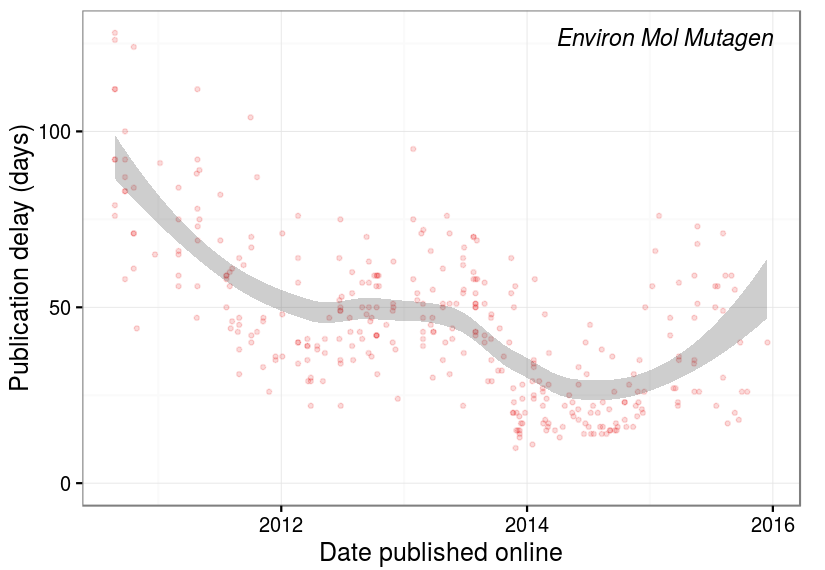 Environ Mol Mutagen
Publication delay (days)
100
50
0
2012
2014
2016
Date published online